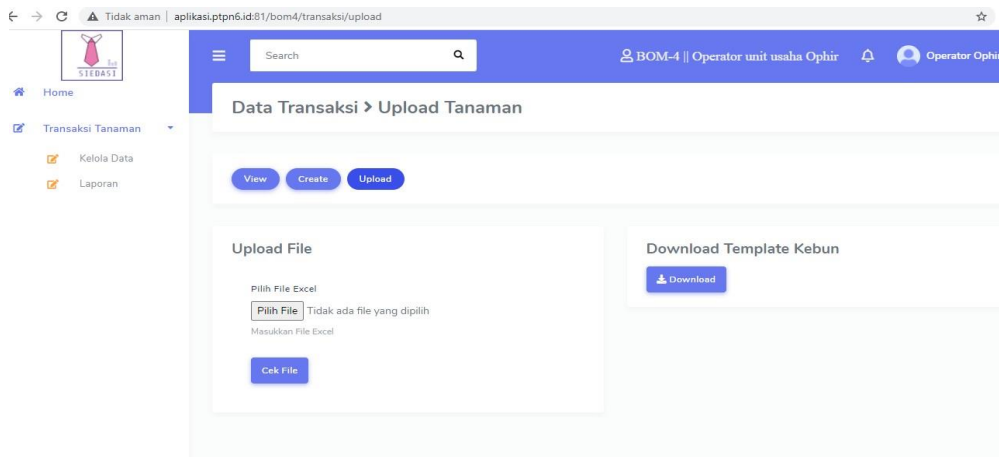 Tidak aman | aplikasi.ptpn6.id:81/bom4/transaksi/upload
SIEDASI
Search
BOM-4 || Operator unit usaha Ophir
Operator Ophir
Home
Transaksi Tanaman
Kelola Data
Laporan
Data Transaksi > Upload Tanaman
View Create Upload
Upload File
Pilih File Excel
Pilih File Tidak ada file yang dipilih
Masukkan File Excel
Cek File
Download Template Kebun
Download